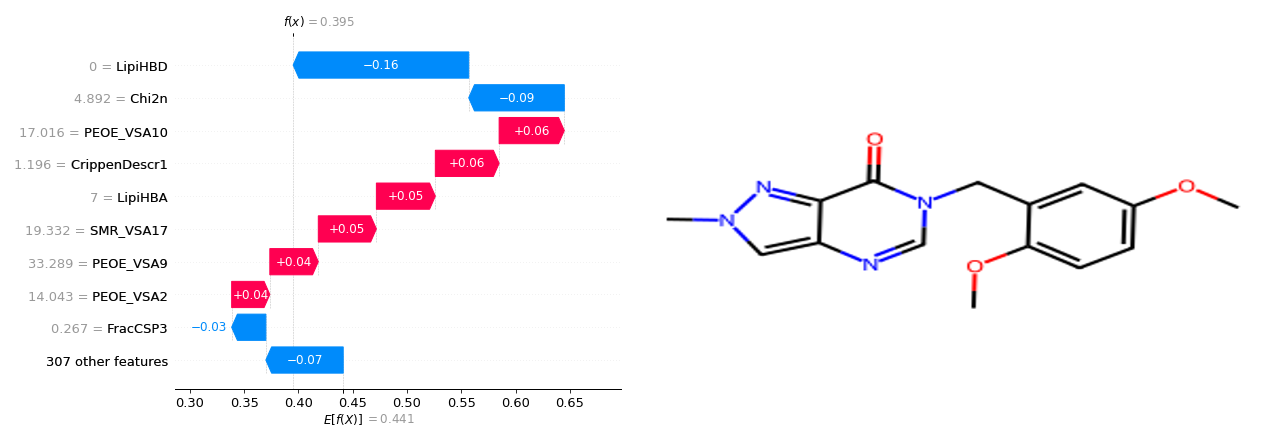 f(x) = 0.395
0 = LipiHBD
−0.16
4.892 = Chi2n
−0.09
17.016 = PEOE_VSA10
+0.06
1.196 = CrippenDescr1
+0.06
7 = LipiHBA
+0.05
19.332 = SMR_VSA17
+0.05
33.289 = PEOE_VSA9
+0.04
14.043 = PEOE_VSA2
+0.04
0.267 = FracCSP3
−0.03
307 other features
−0.07
0.30 0.35 0.40 0.45 0.50 0.55 0.60 0.65
E[f(X)] = 0.441
O
N
N
N
N
O
O